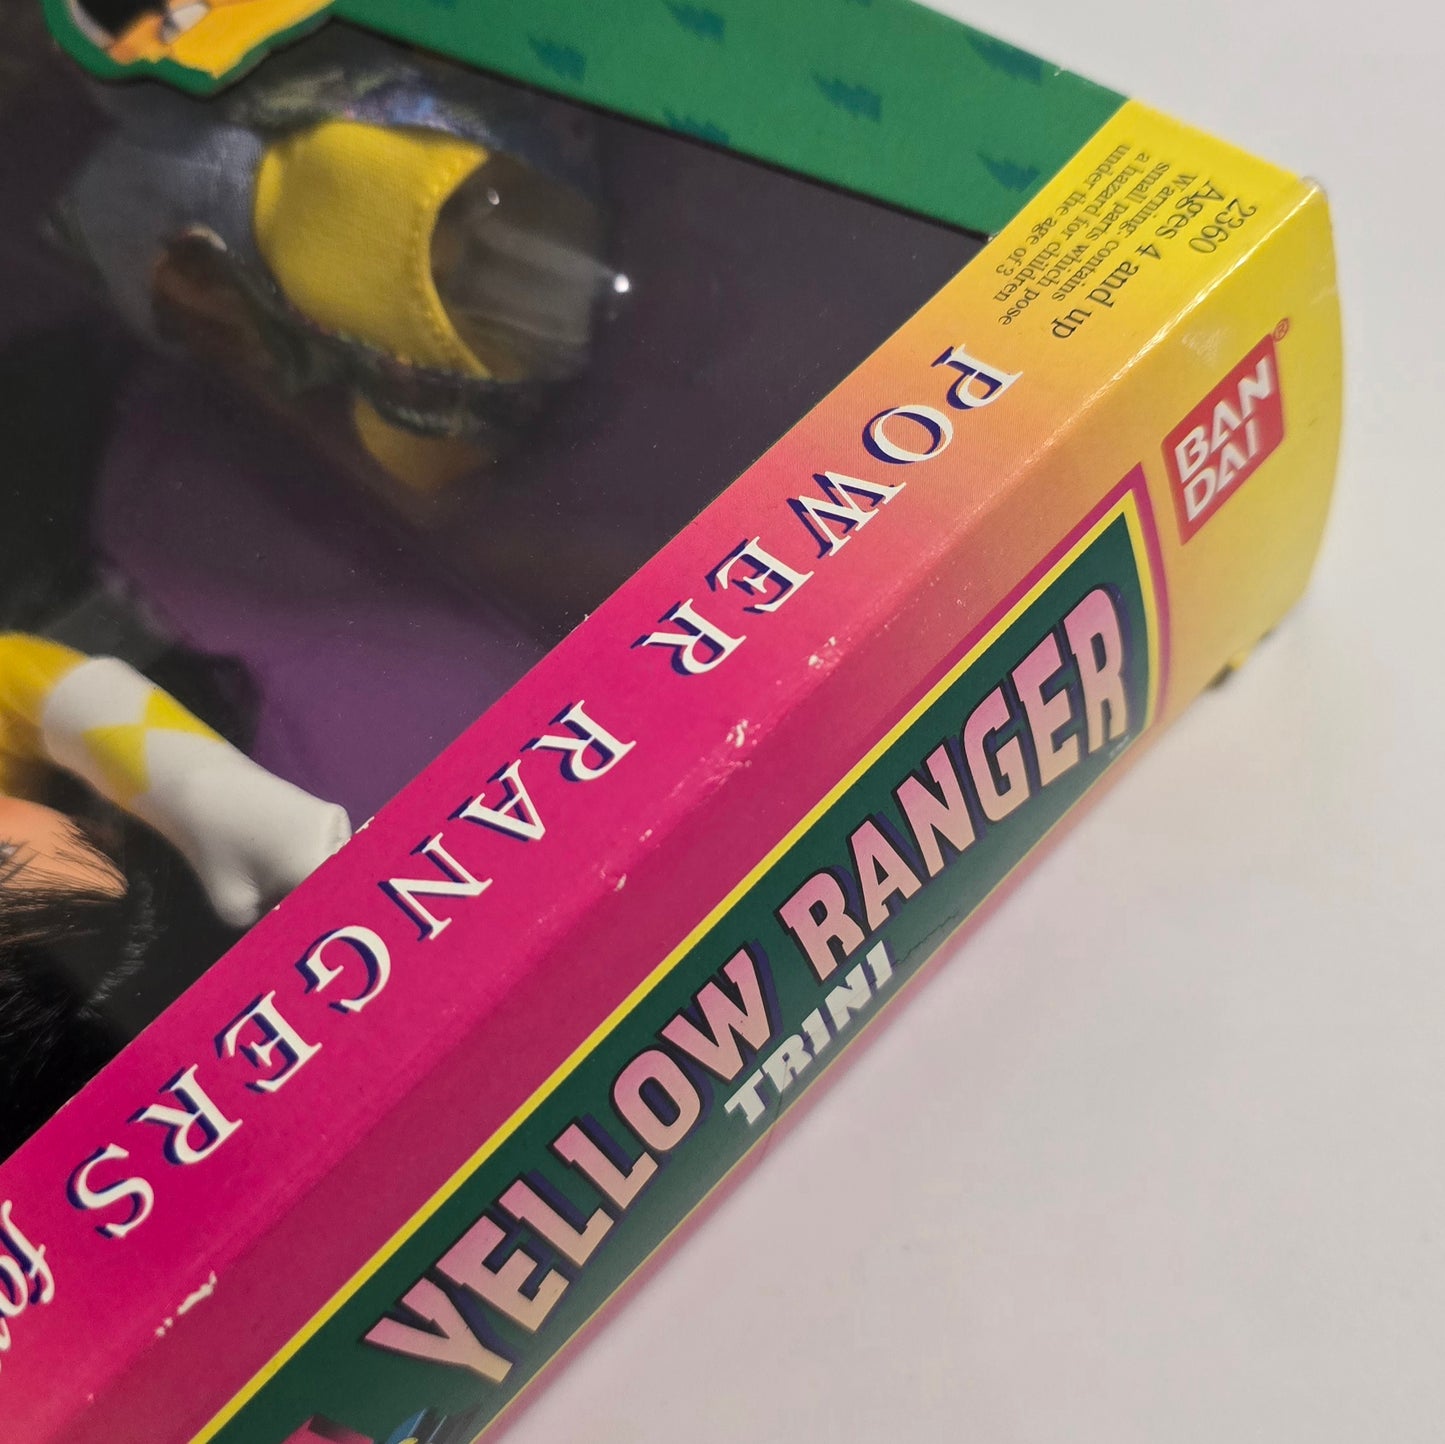 2360
Ages 4 and up
Warning: contains
small parts which pose
a hazard for children
under the age of 3
POWER RANGERS for
BAN
DAI®
YELLOW RANGER
TRINI